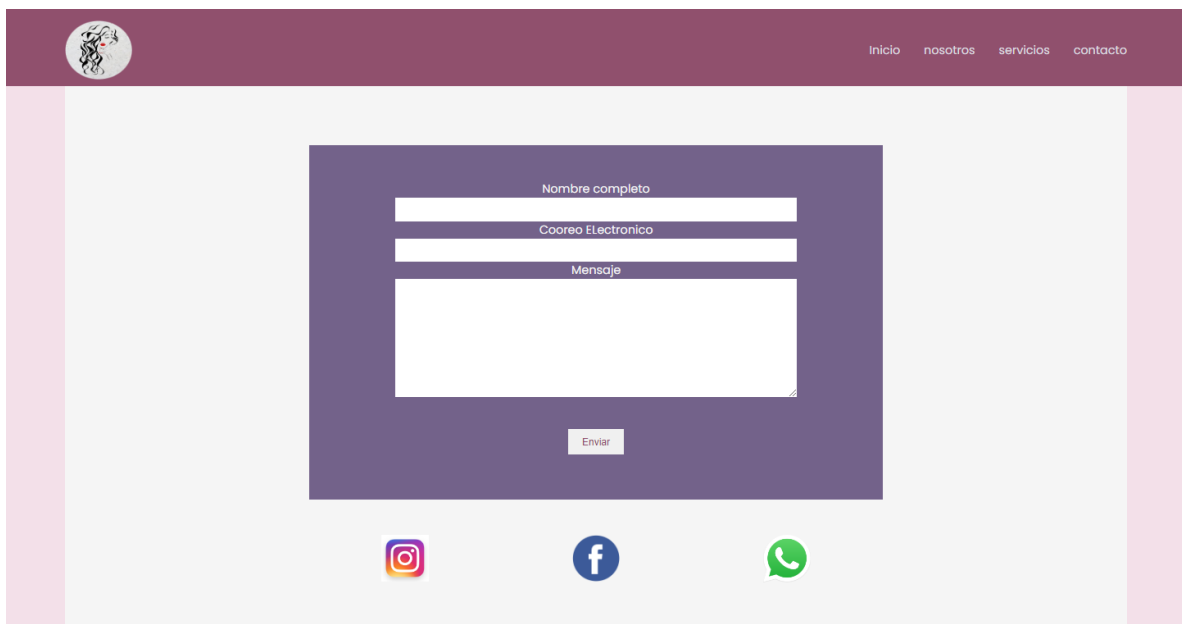 Inicio nosotros servicios contacto
Nombre completo
Cooreo ELectronico
Mensaje
Enviar